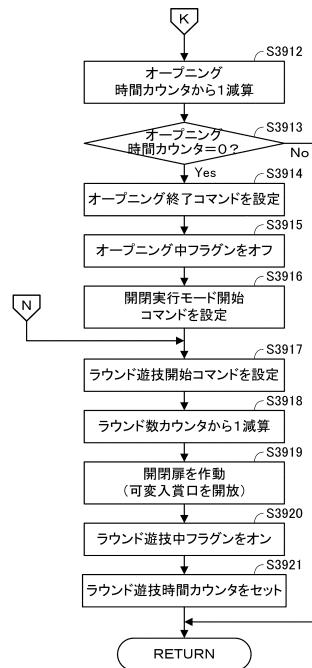 K
S3912
オープニング
時間カウンタから1減算
S3913
オープニング
時間カウンタ=0?
No
Yes
S3914
オープニング終了コマンドを設定
S3915
オープニング中フラグンをオフ
S3916
開閉実行モード開始
コマンドを設定
N
S3917
ラウンド遊技開始コマンドを設定
S3918
ラウンド数カウンタから1減算
S3919
開閉扉を作動
(可変入賞口を開放)
S3920
ラウンド遊技中フラグンをオン
S3921
ラウンド遊技時間カウンタをセット
RETURN